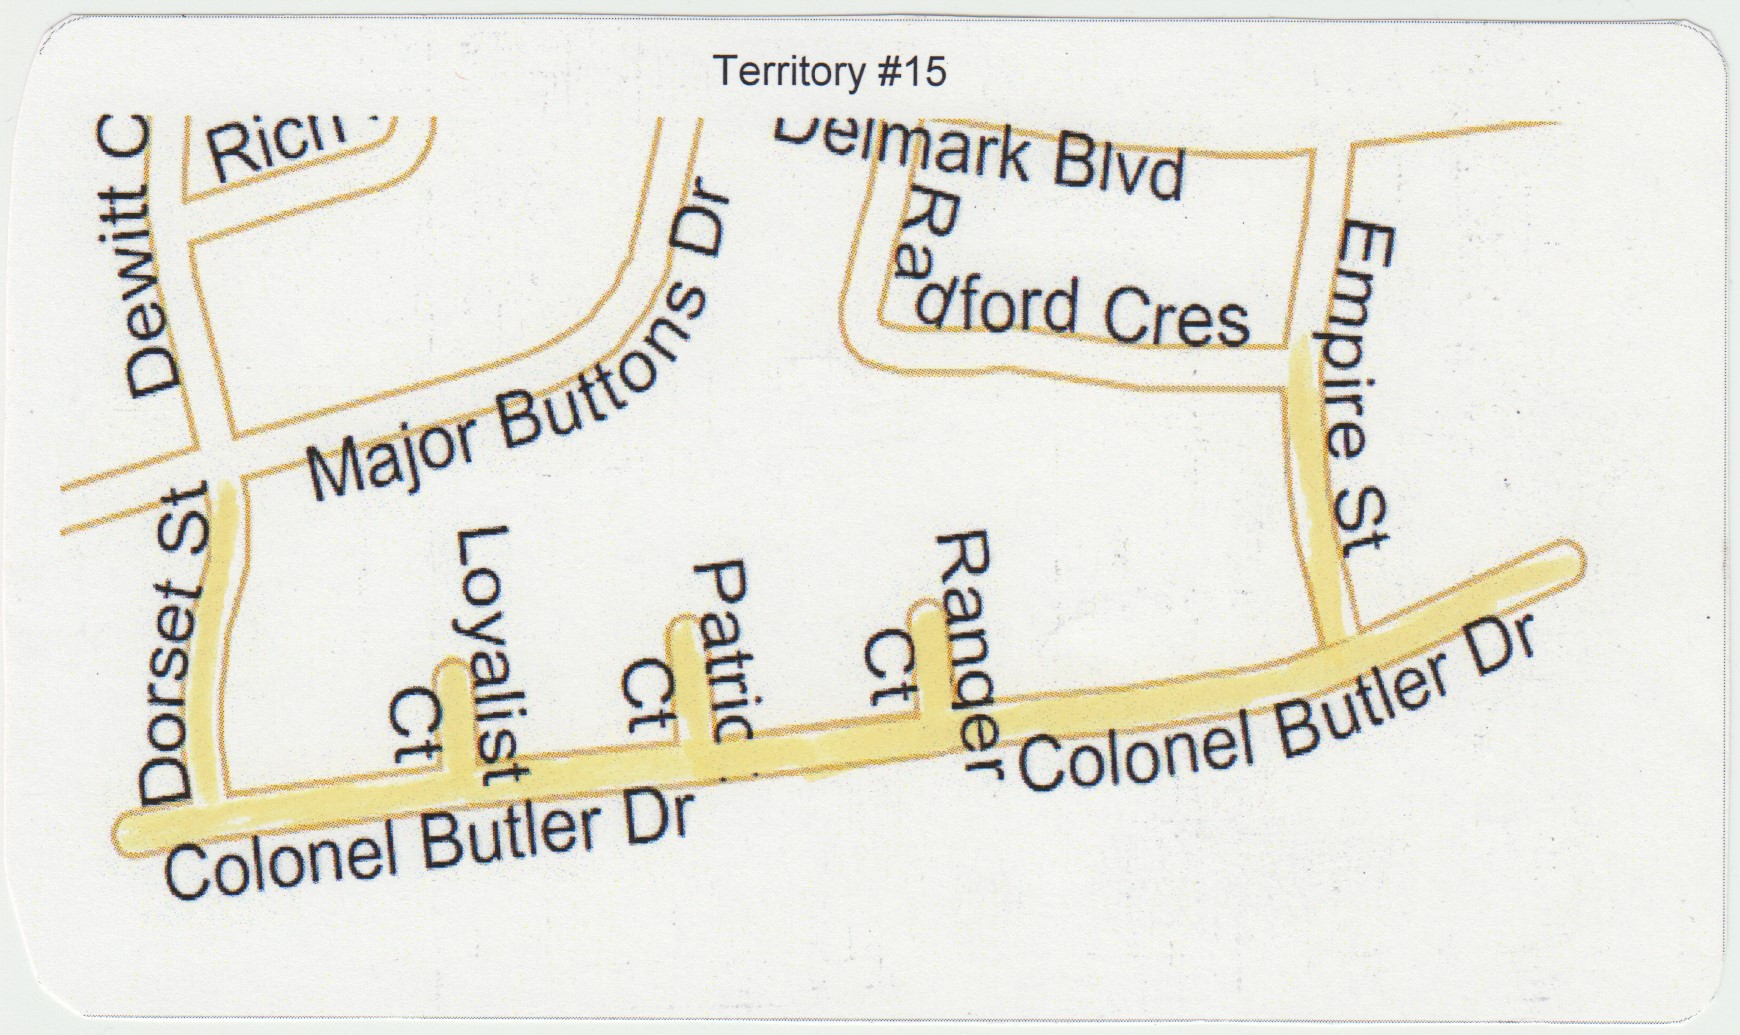 Territory #15
Dewitt C
Rich
Major Buttons Dr
Delmark Blvd
Radford Cres
Empire St
Dorset St
Loyalist Ct
Patric Ct
Ranger Ct
Colonel Butler Dr
Colonel Butler Dr